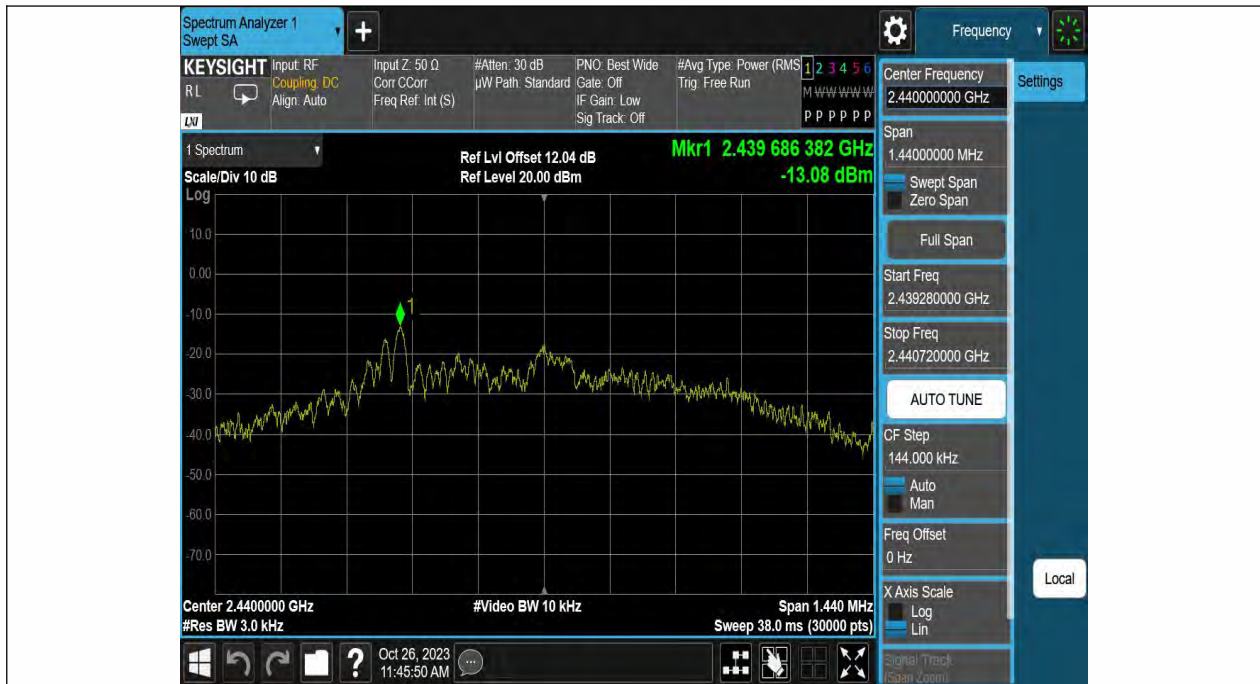 Spectrum Analyzer 1
Swept SA
+
Frequency
KEYSIGHT
R L
LXI
Input: RF
Coupling: DC
Align: Auto
Input Z: 50 Ω
Corr CCorr
Freq Ref: Int (S)
#Atten: 30 dB
µW Path: Standard
PNO: Best Wide
Gate: Off
IF Gain: Low
Sig Track: Off
#Avg Type: Power (RMS
Trig: Free Run
1 2 3 4 5 6
M W W W W W
P P P P P P
1 Spectrum
Scale/Div 10 dB
Log
Ref Lvl Offset 12.04 dB
Ref Level 20.00 dBm
Mkr1 2.439 686 382 GHz
-13.08 dBm
10.0
0.00
-10.0
-20.0
-30.0
-40.0
-50.0
-60.0
-70.0
1
Center 2.4400000 GHz
#Res BW 3.0 kHz
#Video BW 10 kHz
Span 1.440 MHz
Sweep 38.0 ms (30000 pts)
?
Oct 26, 2023
11:45:50 AM
Center Frequency
2.440000000 GHz
Settings
Span
1.44000000 MHz
Swept Span
Zero Span
Full Span
Start Freq
2.439280000 GHz
Stop Freq
2.440720000 GHz
AUTO TUNE
CF Step
144.000 kHz
Auto
Man
Freq Offset
0 Hz
X Axis Scale
Log
Lin
Signal Track
(Span Zoom)
Local